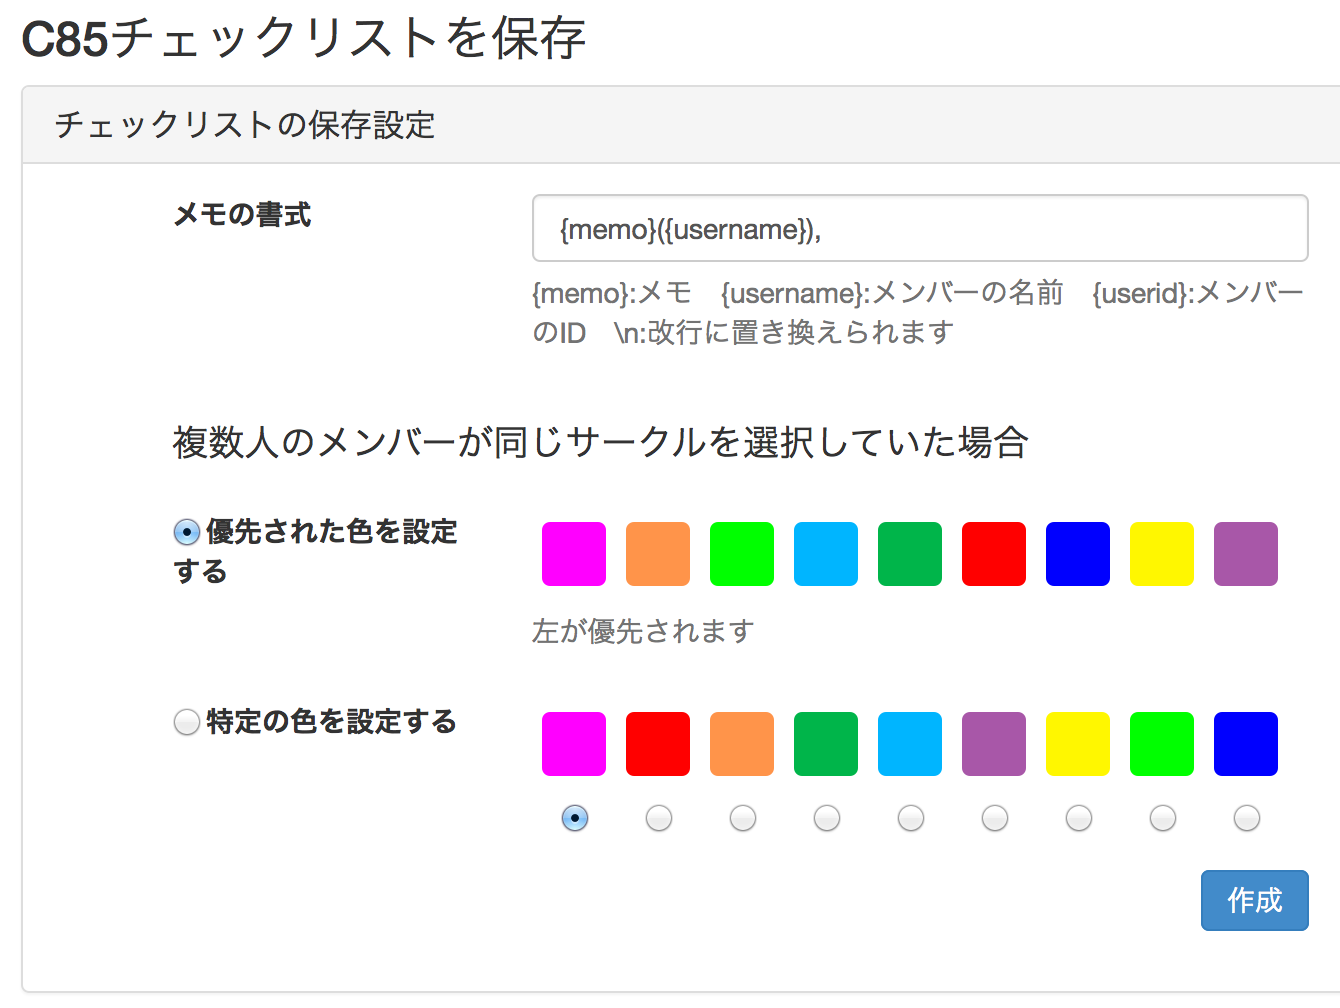 C85チェックリストを保存
チェックリストの保存設定
メモの書式
{memo}({username}),
{memo}:メモ　{username}:メンバーの名前　{userid}:メンバー
のID　\n:改行に置き換えられます
複数人のメンバーが同じサークルを選択していた場合
優先された色を設定
する
左が優先されます
特定の色を設定する
作成